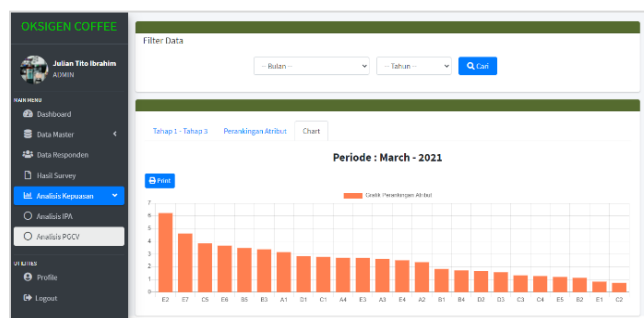 OKSIGEN COFFEE
Julian Tito Ibrahim
ADMIN
MAIN MENU
Dashboard
Data Master
Data Responden
Hasil Survey
Analisis Kepuasan
Analisis IPA
Analisis PGCV
UTILITIES
Profile
Logout
Filter Data
-- Bulan --
-- Tahun --
Cari
Tahap 1 - Tahap 3
Perankingan Atribut
Chart
Periode : March - 2021
Print
Grafik Perankingan Atribut
7
6
5
4
3
2
1
0
E2 E7 C5 E6 B5 B3 A1 D1 C1 A4 E3 A3 E4 A2 B1 B4 D2 D3 C3 C4 E5 B2 E1 C2